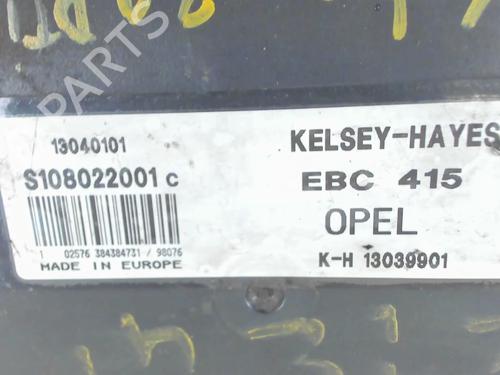 13040101
S108022001 C
1 02576 384384731 / 98076
MADE IN EUROPE
KELSEY-HAYES
EBC 415
OPEL
K-H 13039901